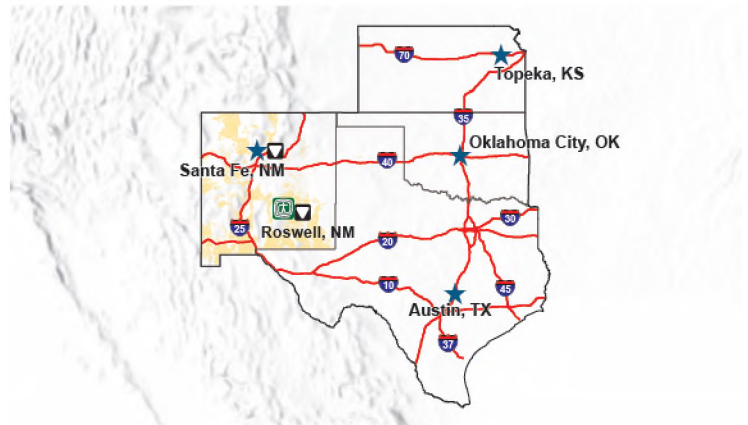 70
Topeka, KS
35
Oklahoma City, OK
40
Santa Fe, NM
Roswell, NM
25
30
20
10
45
Austin, TX
37